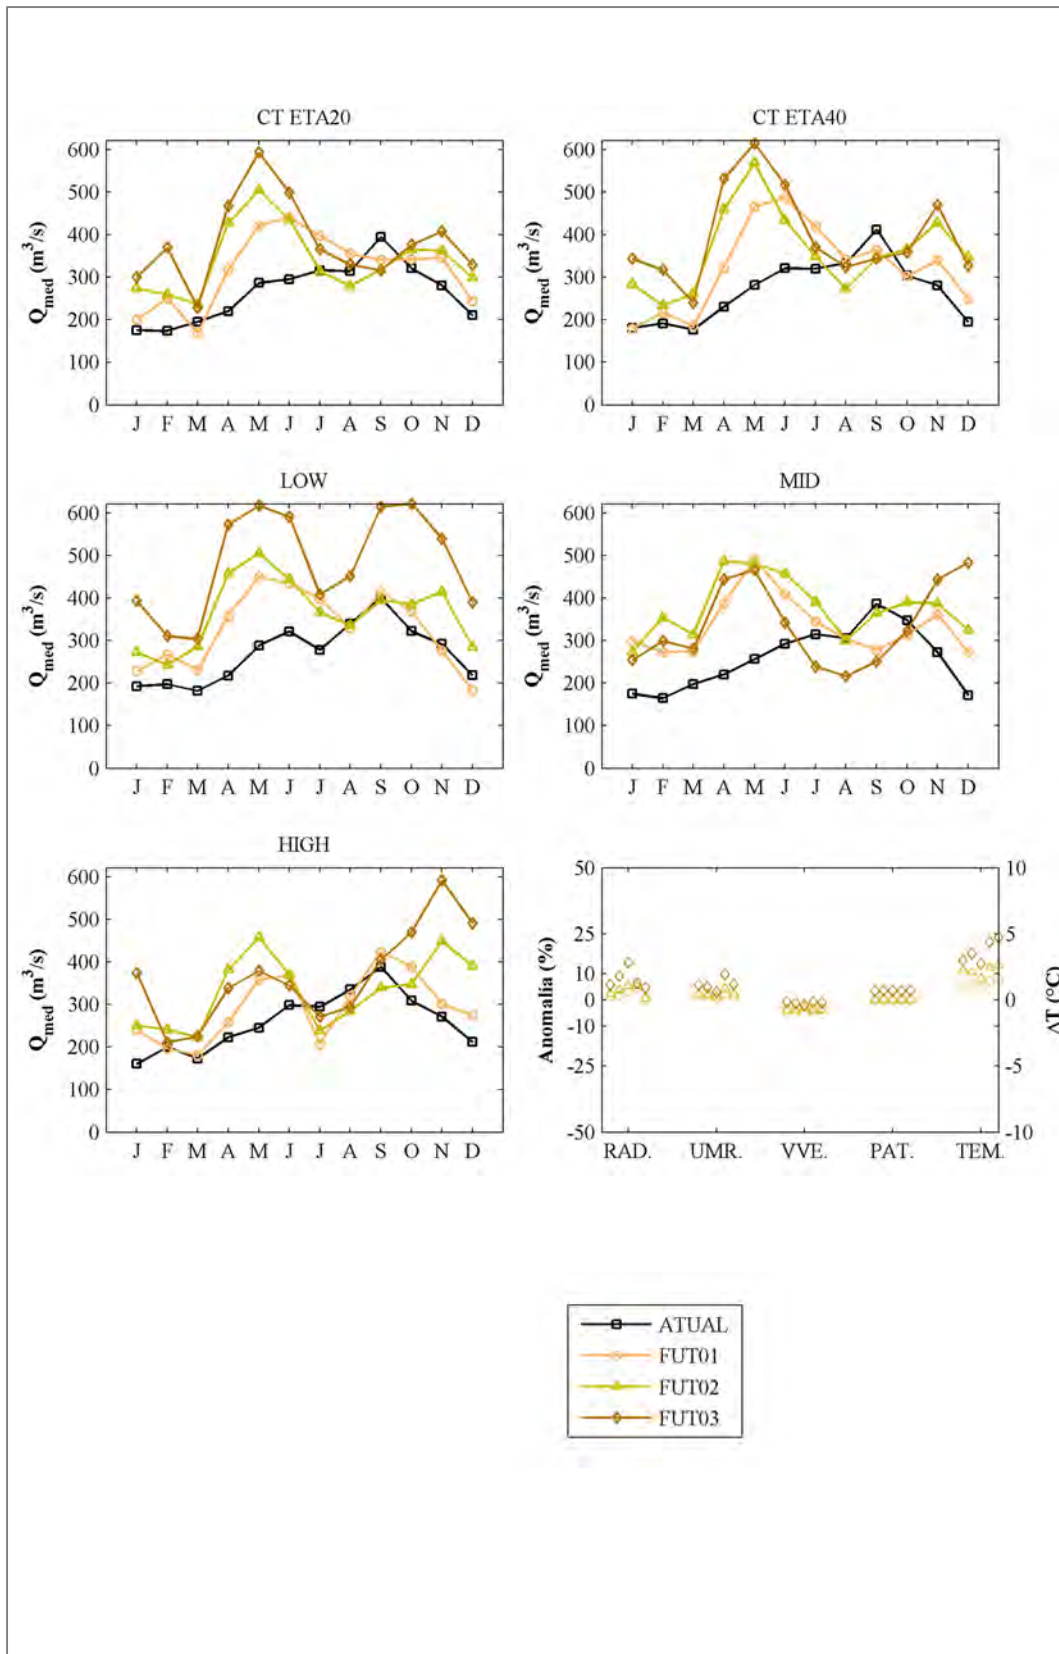 CT ETA20
600
500
400
300
200
100
0
Q_med (m³/s)
J F M A M J J A S O N D
CT ETA40
600
500
400
300
200
100
0
Q_med (m³/s)
J F M A M J J A S O N D
LOW
600
500
400
300
200
100
0
Q_med (m³/s)
J F M A M J J A S O N D
MID
600
500
400
300
200
100
0
Q_med (m³/s)
J F M A M J J A S O N D
HIGH
600
500
400
300
200
100
0
Q_med (m³/s)
J F M A M J J A S O N D
50
25
10
0
-10
-25
-50
Anomalia (%)
RAD. UMR. VVE. PAT. TEM.
10
5
0
-5
-10
ΔT (°C)
ATUAL
FUT01
FUT02
FUT03